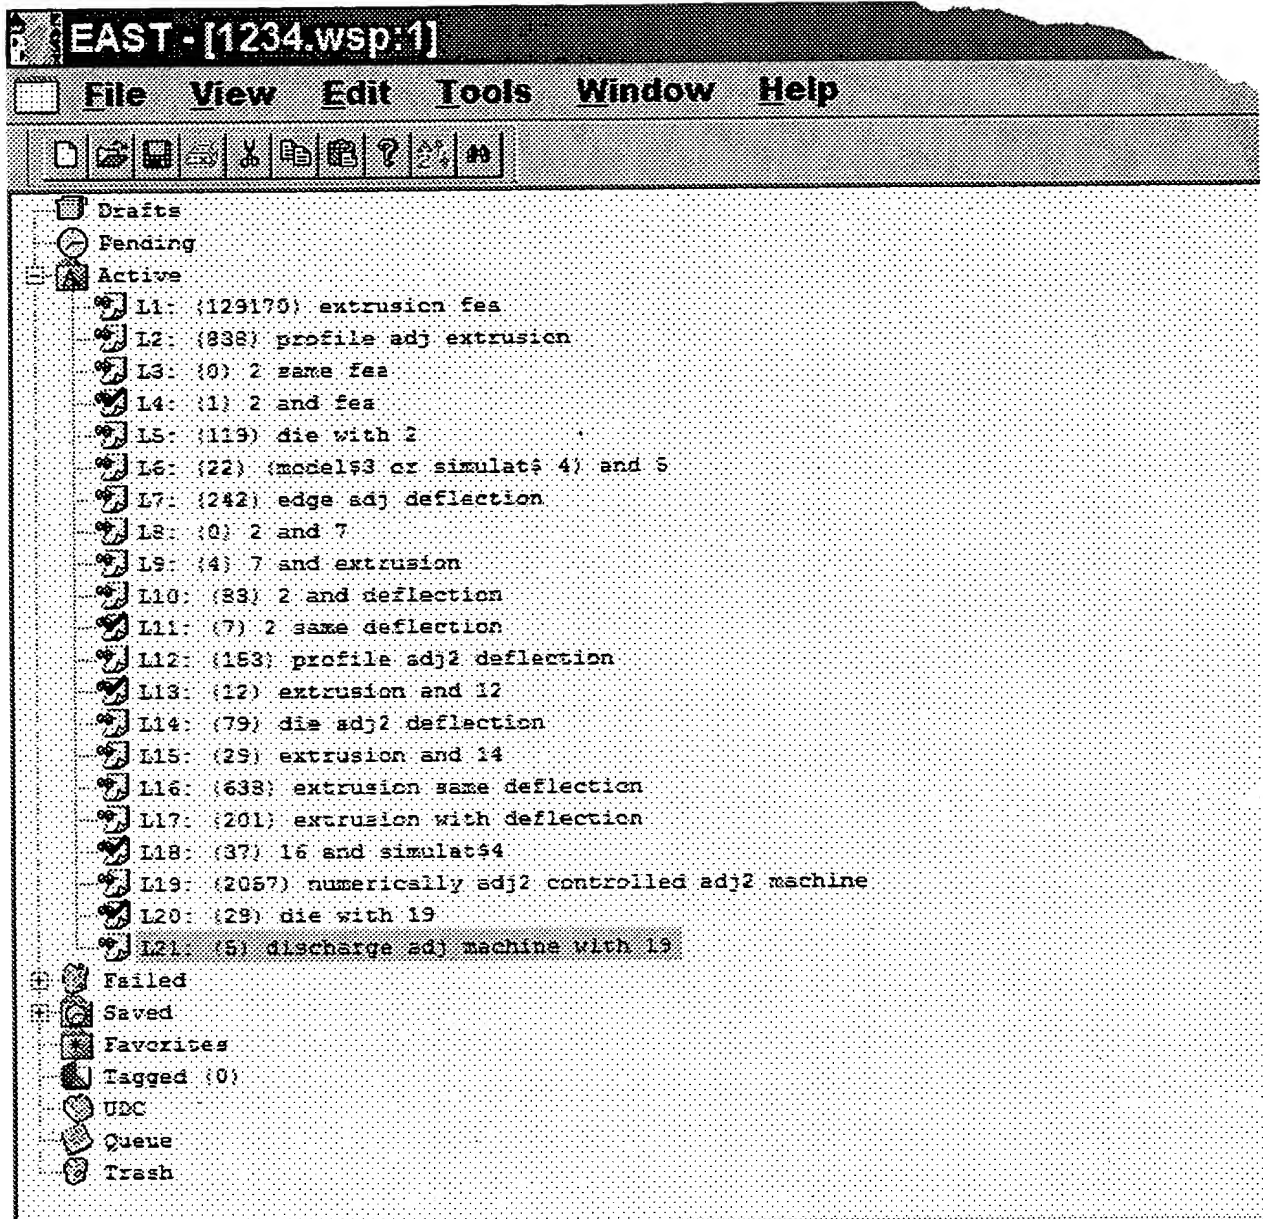 EAST - [1234.wsp:1]
File View Edit Tools Window Help
Drafts
Pending
Active
L1: (129170) extrusion fea
L2: (838) profile adj extrusion
L3: (0) 2 same fea
L4: (1) 2 and fea
L5: (119) die with 2
L6: (22) (model$3 or simulat$ 4) and 5
L7: (242) edge adj deflection
L8: (0) 2 and 7
L9: (4) 7 and extrusion
L10: (83) 2 and deflection
L11: (7) 2 same deflection
L12: (153) profile adj2 deflection
L13: (12) extrusion and 12
L14: (79) die adj2 deflection
L15: (29) extrusion and 14
L16: (638) extrusion same deflection
L17: (201) extrusion with deflection
L18: (37) 16 and simulat$4
L19: (2057) numerically adj2 controlled adj2 machine
L20: (29) die with 19
L21: (5) discharge adj machine with 19
Failed
Saved
Favorites
Tagged (0)
UDC
Queue
Trash